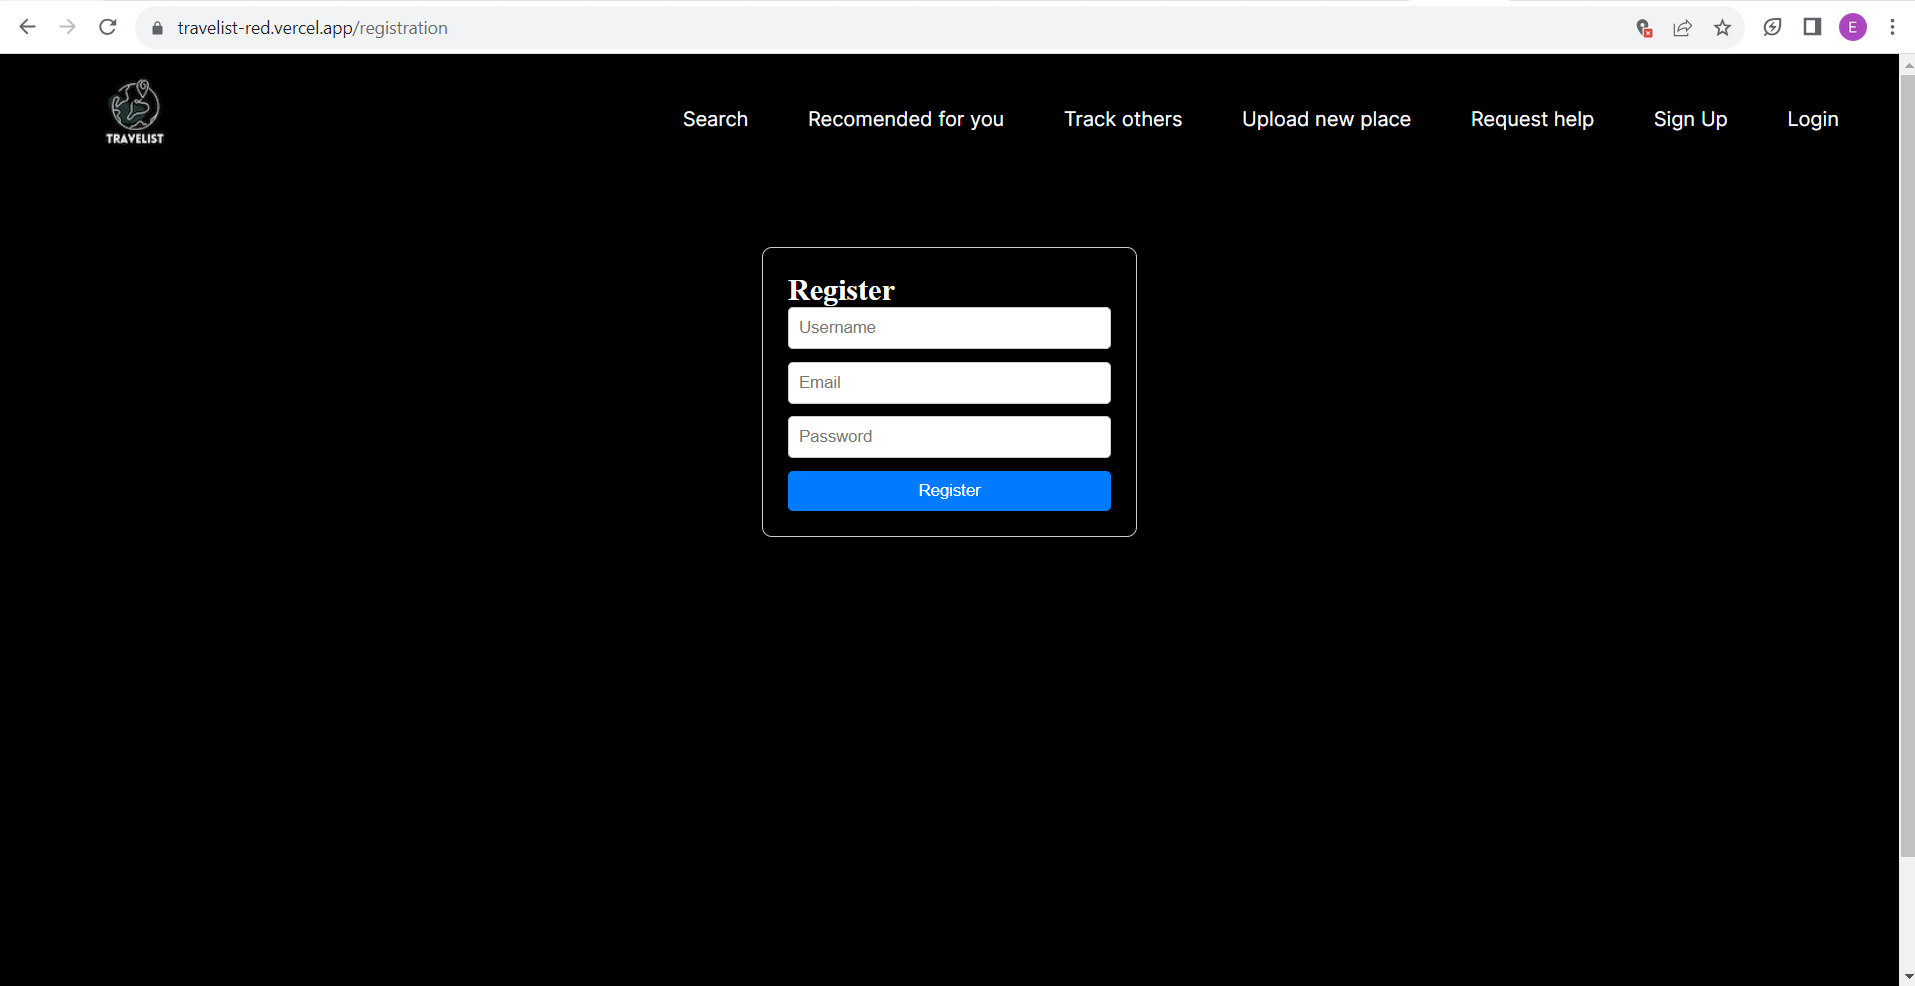 travelist-red.vercel.app/registration
E
TRAVELIST
Search Recomended for you Track others Upload new place Request help Sign Up Login
Register
Username
Email
Password
Register